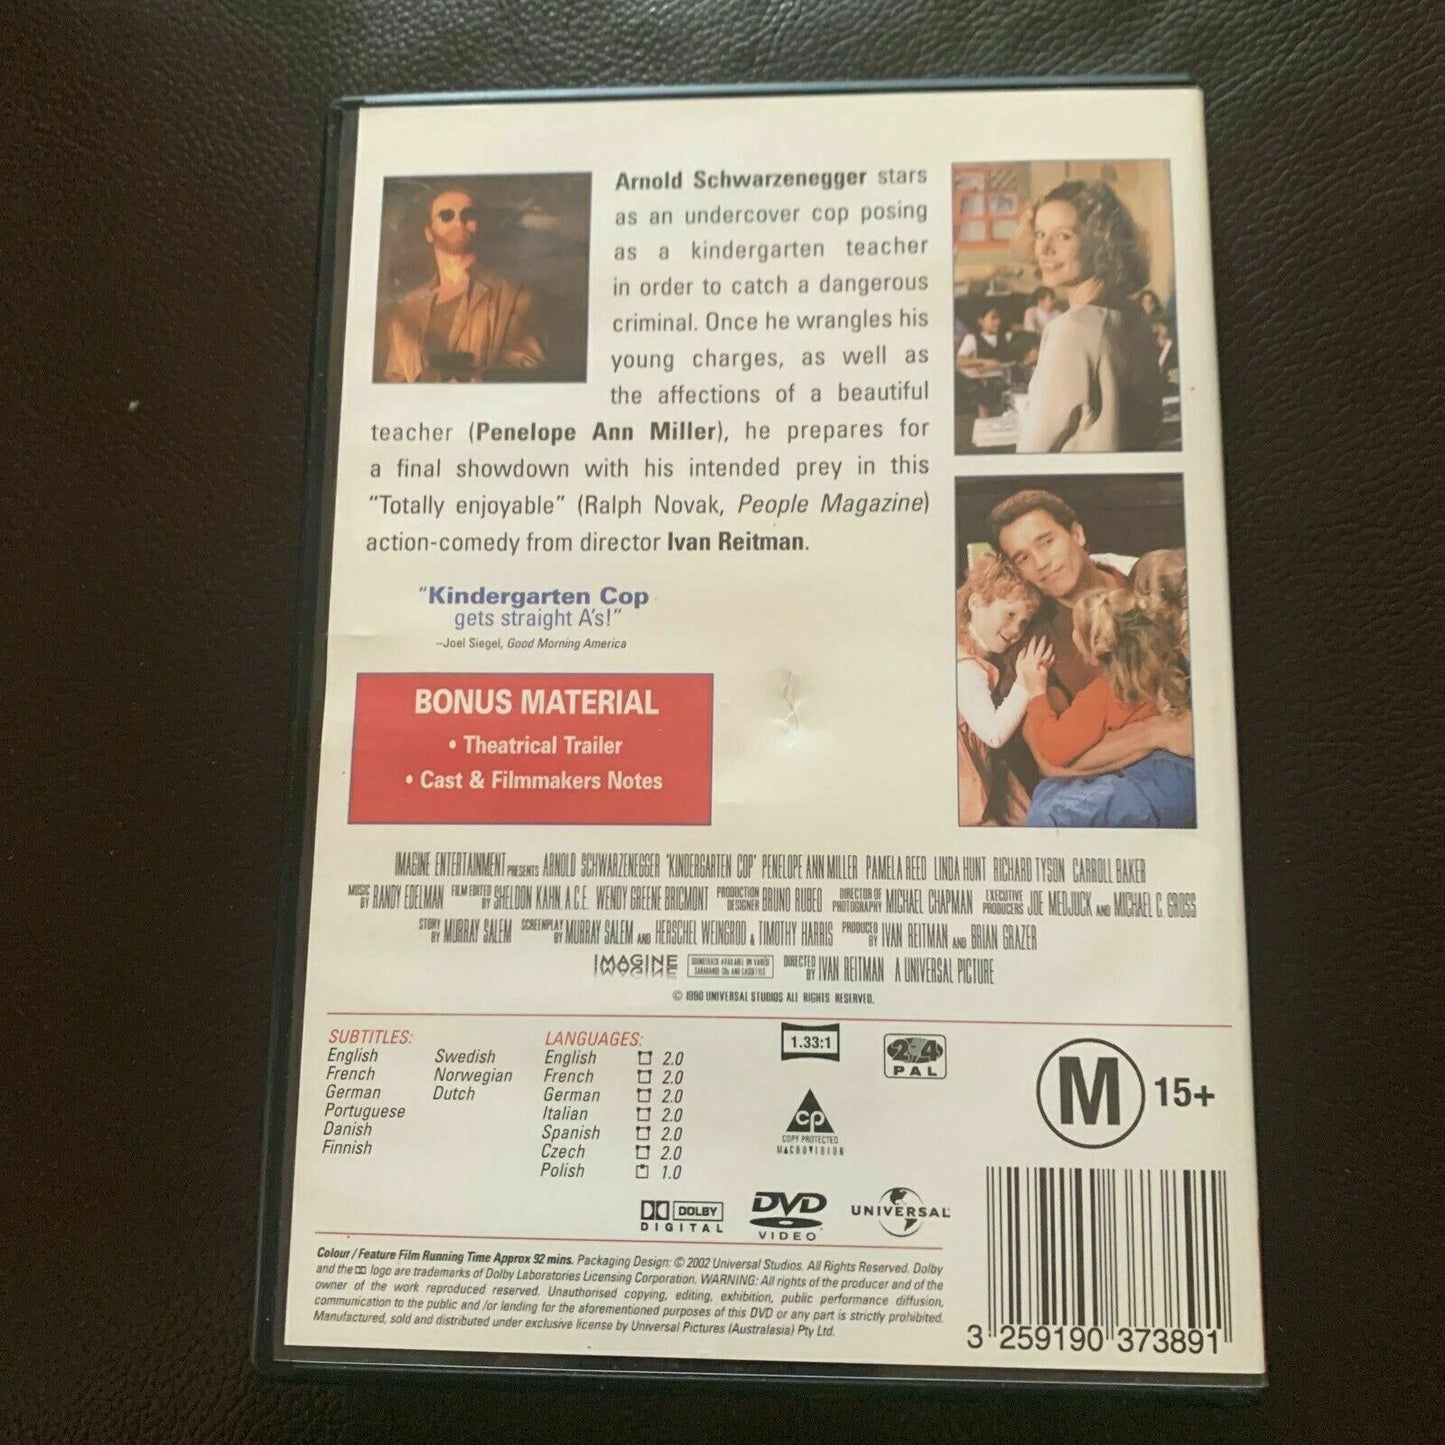 Arnold Schwarzenegger stars
as an undercover cop posing
as a kindergarten teacher
in order to catch a dangerous
criminal. Once he wrangles his
young charges, as well as
the affections of a beautiful
teacher (Penelope Ann Miller), he prepares for
a final showdown with his intended prey in this
“Totally enjoyable” (Ralph Novak, People Magazine)
action-comedy from director Ivan Reitman.
“Kindergarten Cop
gets straight A's!”
–Joel Siegel, Good Morning America
BONUS MATERIAL
• Theatrical Trailer
• Cast & Filmmakers Notes
IMAGINE ENTERTAINMENT PRESENTS ARNOLD SCHWARZENEGGER "KINDERGARTEN COP" PENELOPE ANN MILLER PAMELA REED LINDA HUNT RICHARD TYSON CARROLL BAKER
MUSIC BY RANDY EDELMAN FILM EDITED BY SHELDON KAHN, A.C.E. WENDY GREENE BRICMONT PRODUCTION DESIGNER BRUNO RUBEO DIRECTOR OF PHOTOGRAPHY MICHAEL CHAPMAN EXECUTIVE PRODUCERS JOE MEDJUCK AND MICHAEL C. GROSS
STORY BY MURRAY SALEM SCREENPLAY BY MURRAY SALEM AND HERSCHEL WEINGROD & TIMOTHY HARRIS PRODUCED BY IVAN REITMAN AND BRIAN GRAZER
IMAGINE SOUNDTRACK AVAILABLE ON VARÈSE SARABANDE CDs AND CASSETTES DIRECTED BY IVAN REITMAN A UNIVERSAL PICTURE
© 1990 UNIVERSAL STUDIOS ALL RIGHTS RESERVED.
SUBTITLES:
English
French
German
Portuguese
Danish
Finnish
Swedish
Norwegian
Dutch
LANGUAGES:
English 2.0
French 2.0
German 2.0
Italian 2.0
Spanish 2.0
Czech 2.0
Polish 1.0
1.33:1
2 4
PAL
cp
COPY PROTECTED
MACROVISION
M 15+
DOLBY
DIGITAL
DVD
VIDEO
UNIVERSAL
Colour / Feature Film Running Time Approx 92 mins. Packaging Design: © 2002 Universal Studios. All Rights Reserved. Dolby
and the logo are trademarks of Dolby Laboratories Licensing Corporation. WARNING: All rights of the producer and of the
owner of the work reproduced reserved. Unauthorised copying, editing, exhibition, public performance diffusion,
communication to the public and /or lending for the aforementioned purposes of this DVD or any part is strictly prohibited.
Manufactured, sold and distributed under exclusive license by Universal Pictures (Australasia) Pty Ltd.
3 259190 373891